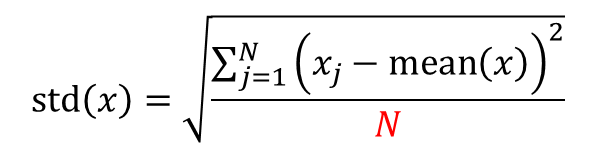 std(x) = √(∑_{j=1}^{N} (x_j − mean(x))^2 / N)